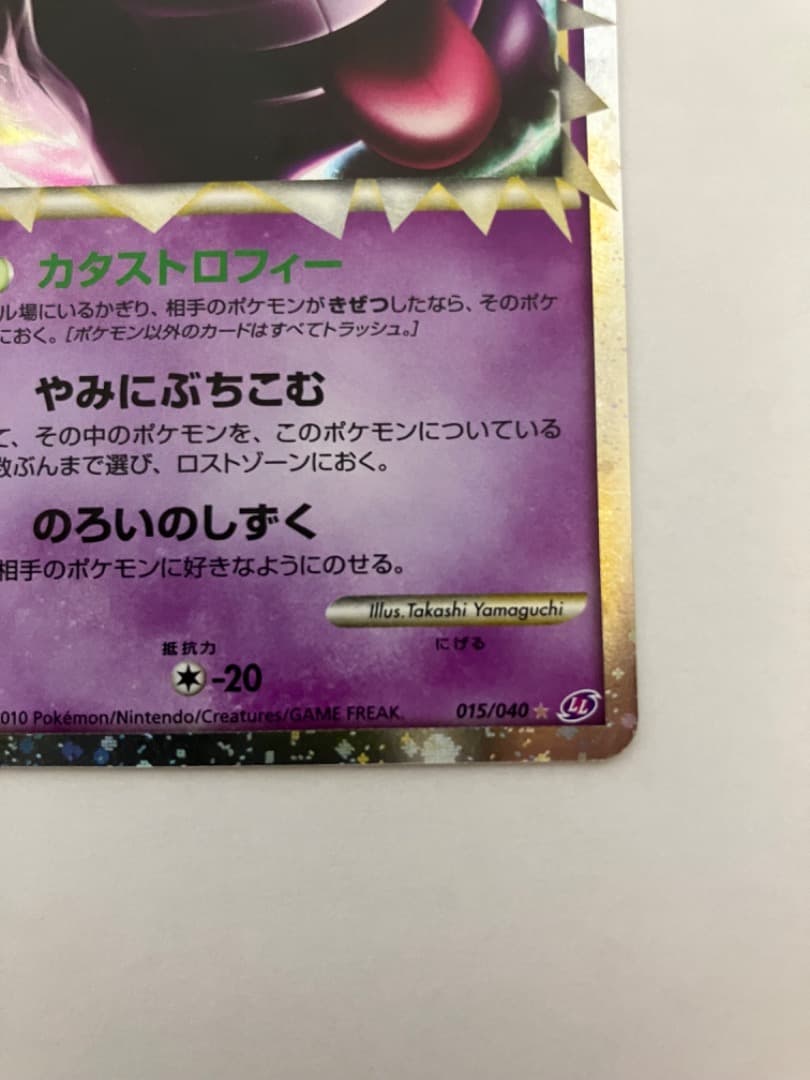 カタストロフィー
ル場にいるかぎり、相手のポケモンがきぜつしたなら、そのポケ
におく。［ポケモン以外のカードはすべてトラッシュ。］
やみにぶちこむ
て、その中のポケモンを、このポケモンについている
数ぶんまで選び、ロストゾーンにおく。
のろいのしずく
相手のポケモンに好きなようにのせる。
Illus. Takashi Yamaguchi
抵抗力 にげる
-20
010 Pokémon/Nintendo/Creatures/GAME FREAK. 015/040 LL